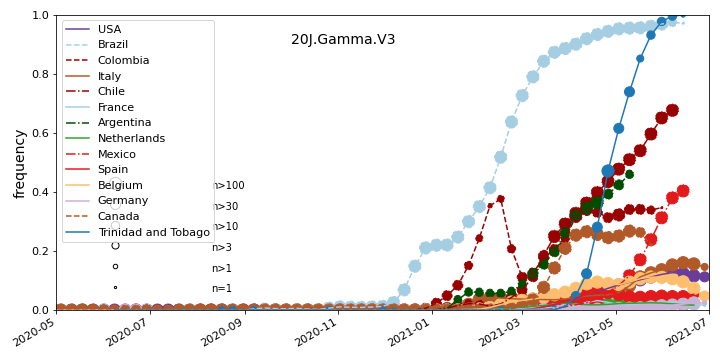 20J.Gamma.V3
frequency
1.0
0.8
0.6
0.4
0.2
0.0
USA
Brazil
Colombia
Italy
Chile
France
Argentina
Netherlands
Mexico
Spain
Belgium
Germany
Canada
Trinidad and Tobago
n>100
n>30
n>10
n>3
n>1
n=1
2020-05
2020-07
2020-09
2020-11
2021-01
2021-03
2021-05
2021-07